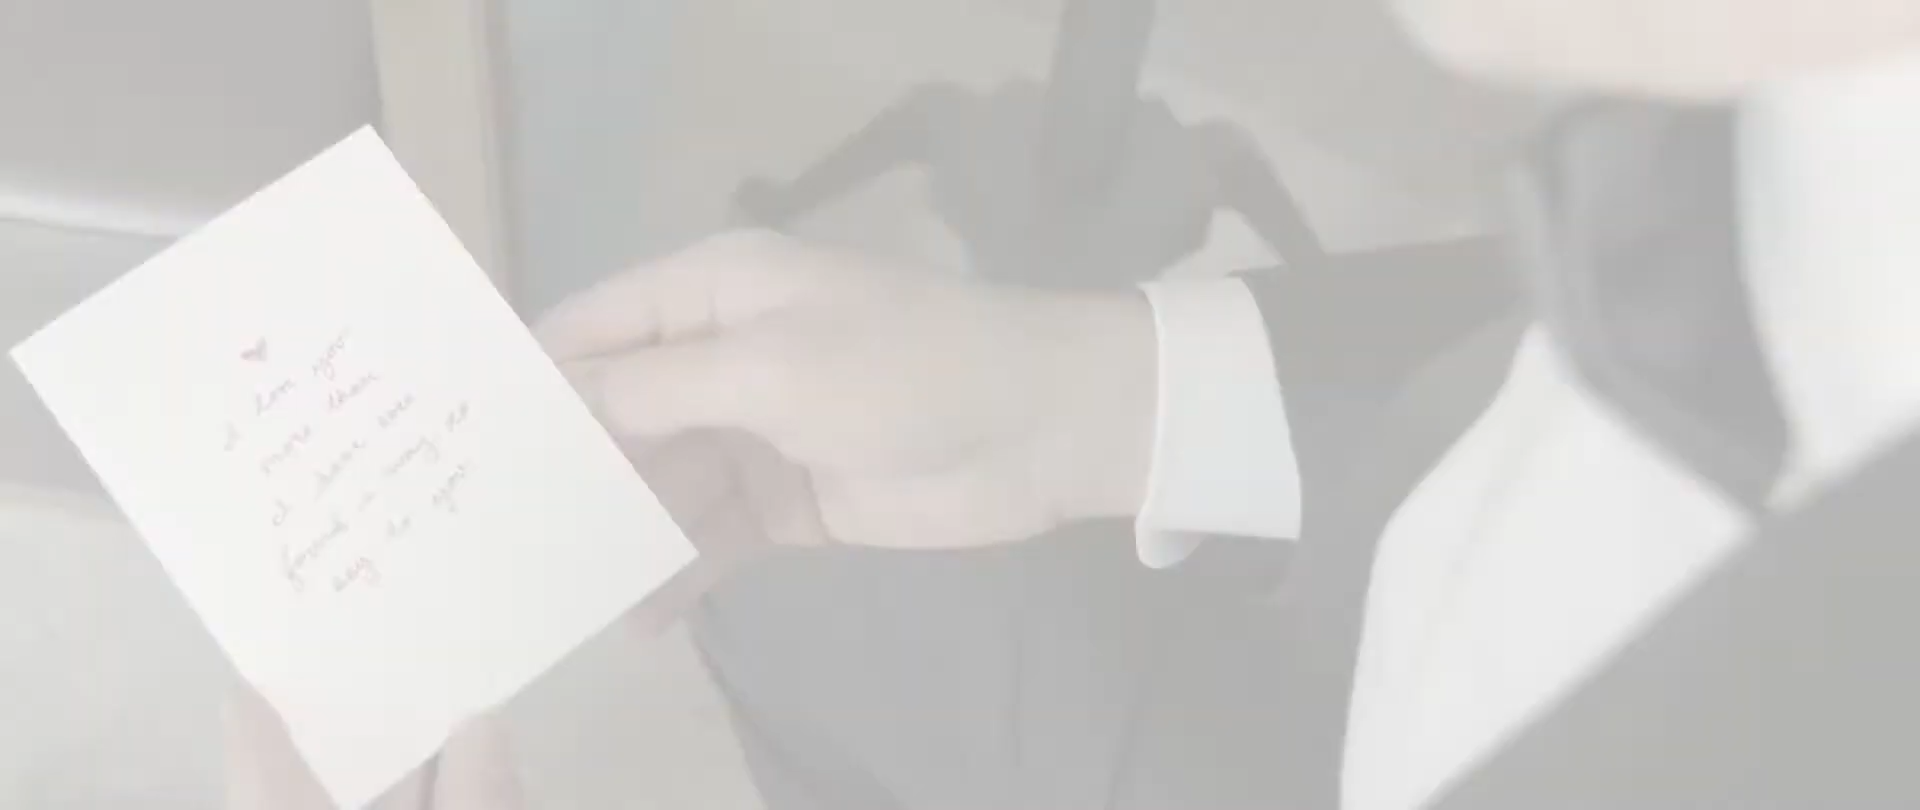 I love you
more than
I have ever
found a way to
say to you